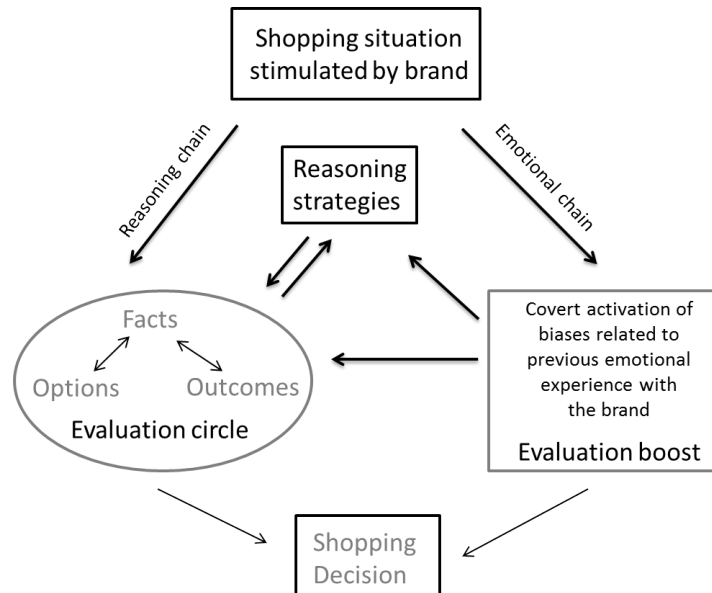 Shopping situation
stimulated by brand
Reasoning chain
Emotional chain
Reasoning
strategies
Facts
Options
Outcomes
Evaluation circle
Covert activation of
biases related to
previous emotional
experience with
the brand
Evaluation boost
Shopping
Decision